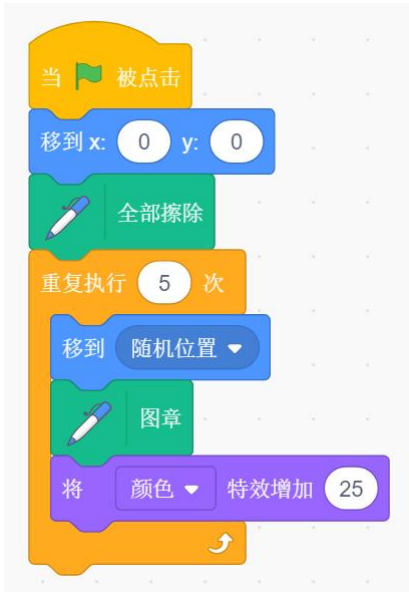 当 被点击
移到 x: 0 y: 0
全部擦除
重复执行 5 次
移到 随机位置
图章
将 颜色 特效增加 25